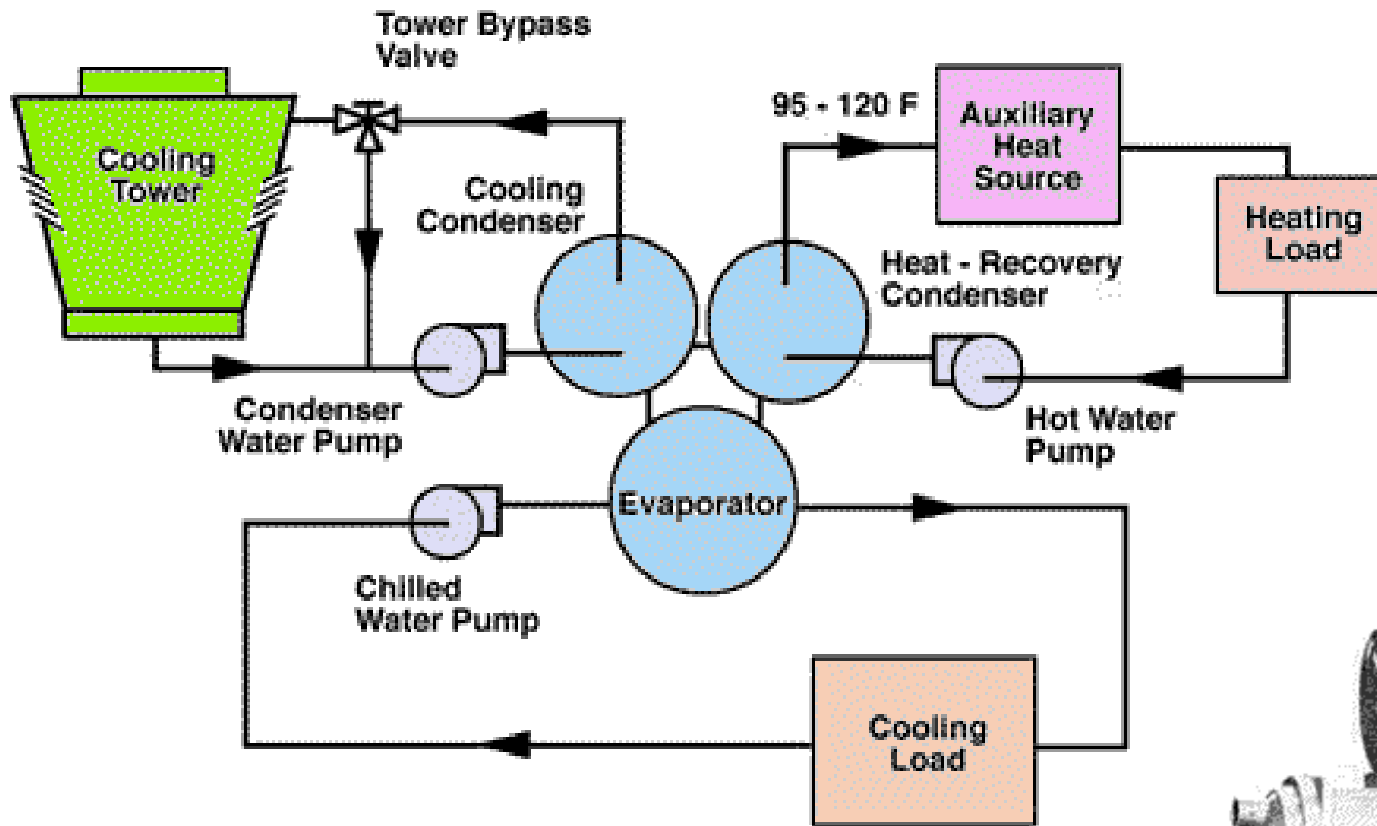 Tower Bypass
Valve
95 - 120 F
Auxiliary
Heat
Source
Cooling
Tower
Cooling
Condenser
Heating
Load
Heat - Recovery
Condenser
Condenser
Water Pump
Hot Water
Pump
Evaporator
Chilled
Water Pump
Cooling
Load